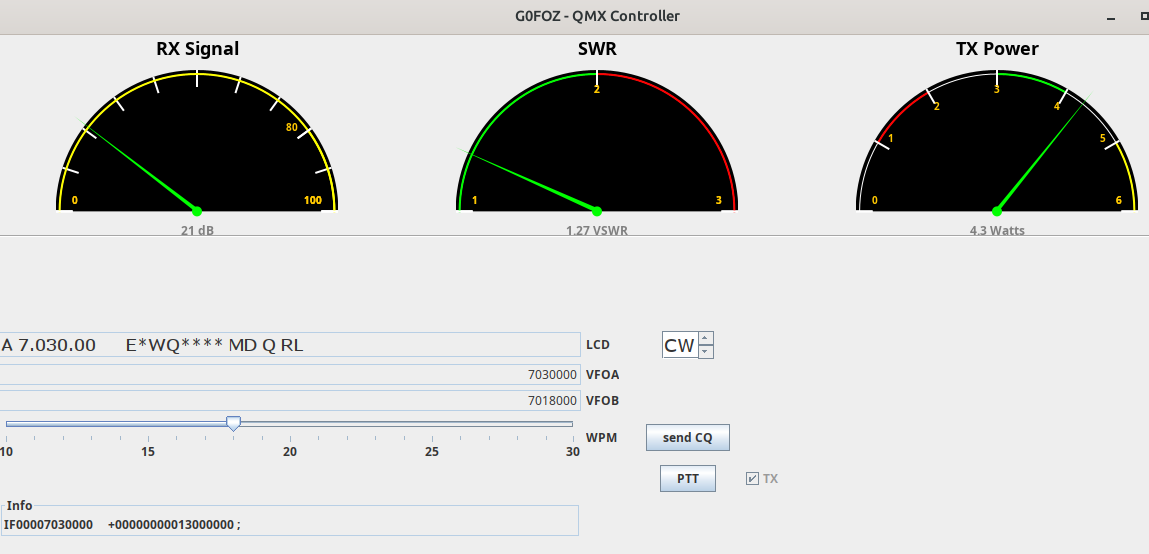 G0FOZ - QMX Controller
RX Signal
SWR
TX Power
0
80
100
21 dB
1
2
3
1.27 VSWR
0
1
2
3
4
5
6
4.3 Watts
A 7.030.00 E*WQ**** MD Q RL
LCD
CW
7030000
VFOA
7018000
VFOB
10 15 20 25 30
WPM
send CQ
PTT
TX
Info
IF00007030000 +00000000013000000 ;